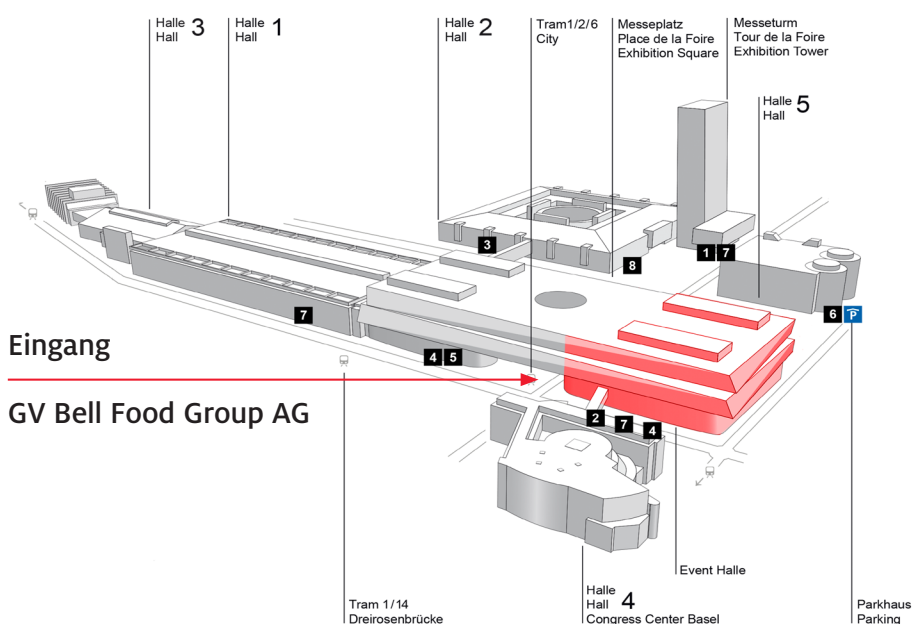 Halle
Hall 3
Halle
Hall 1
Halle
Hall 2
Tram1/2/6
City
Messeplatz
Place de la Foire
Exhibition Square
Messeturm
Tour de la Foire
Exhibition Tower
Halle
Hall 5
3
8
1 7
6 P
7
4 5
Eingang
GV Bell Food Group AG
2 7 4
Event Halle
Tram 1/14
Dreirosenbrücke
Halle
Hall 4
Congress Center Basel
Parkhaus
Parking